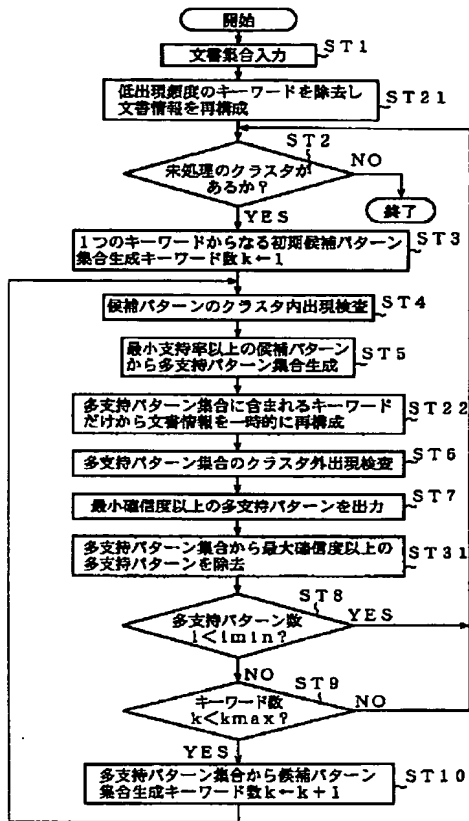 開始
ST1
文書集合入力
ST21
低出現頻度のキーワードを除去し
文書情報を再構成
ST2
未処理のクラスタが
あるか?
NO
終了
YES
ST3
1つのキーワードからなる初期候補パターン
集合生成キーワード数k←1
ST4
候補パターンのクラスタ内出現検査
ST5
最小支持率以上の候補パターン
から多支持パターン集合生成
ST22
多支持パターン集合に含まれるキーワード
だけから文書情報を一時的に再構成
ST6
多支持パターン集合のクラスタ外出現検査
ST7
最小確信度以上の多支持パターンを出力
ST31
多支持パターン集合から最大確信度以上の
多支持パターンを除去
ST8
多支持パターン数
l<lmin?
YES
NO
ST9
キーワード数
k<kmax?
NO
YES
ST10
多支持パターン集合から候補パターン
集合生成キーワード数k←k+1